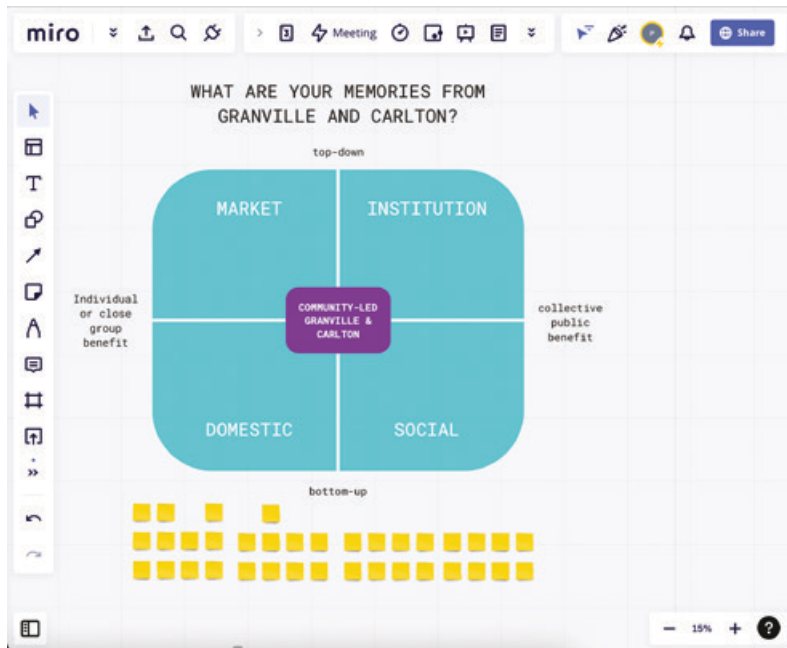 miro
3
Meeting
Share
WHAT ARE YOUR MEMORIES FROM
GRANVILLE AND CARLTON?
top-down
MARKET
INSTITUTION
Individual
or close
group
benefit
COMMUNITY-LED
GRANVILLE &
CARLTON
collective
public
benefit
DOMESTIC
SOCIAL
bottom-up
15%
?